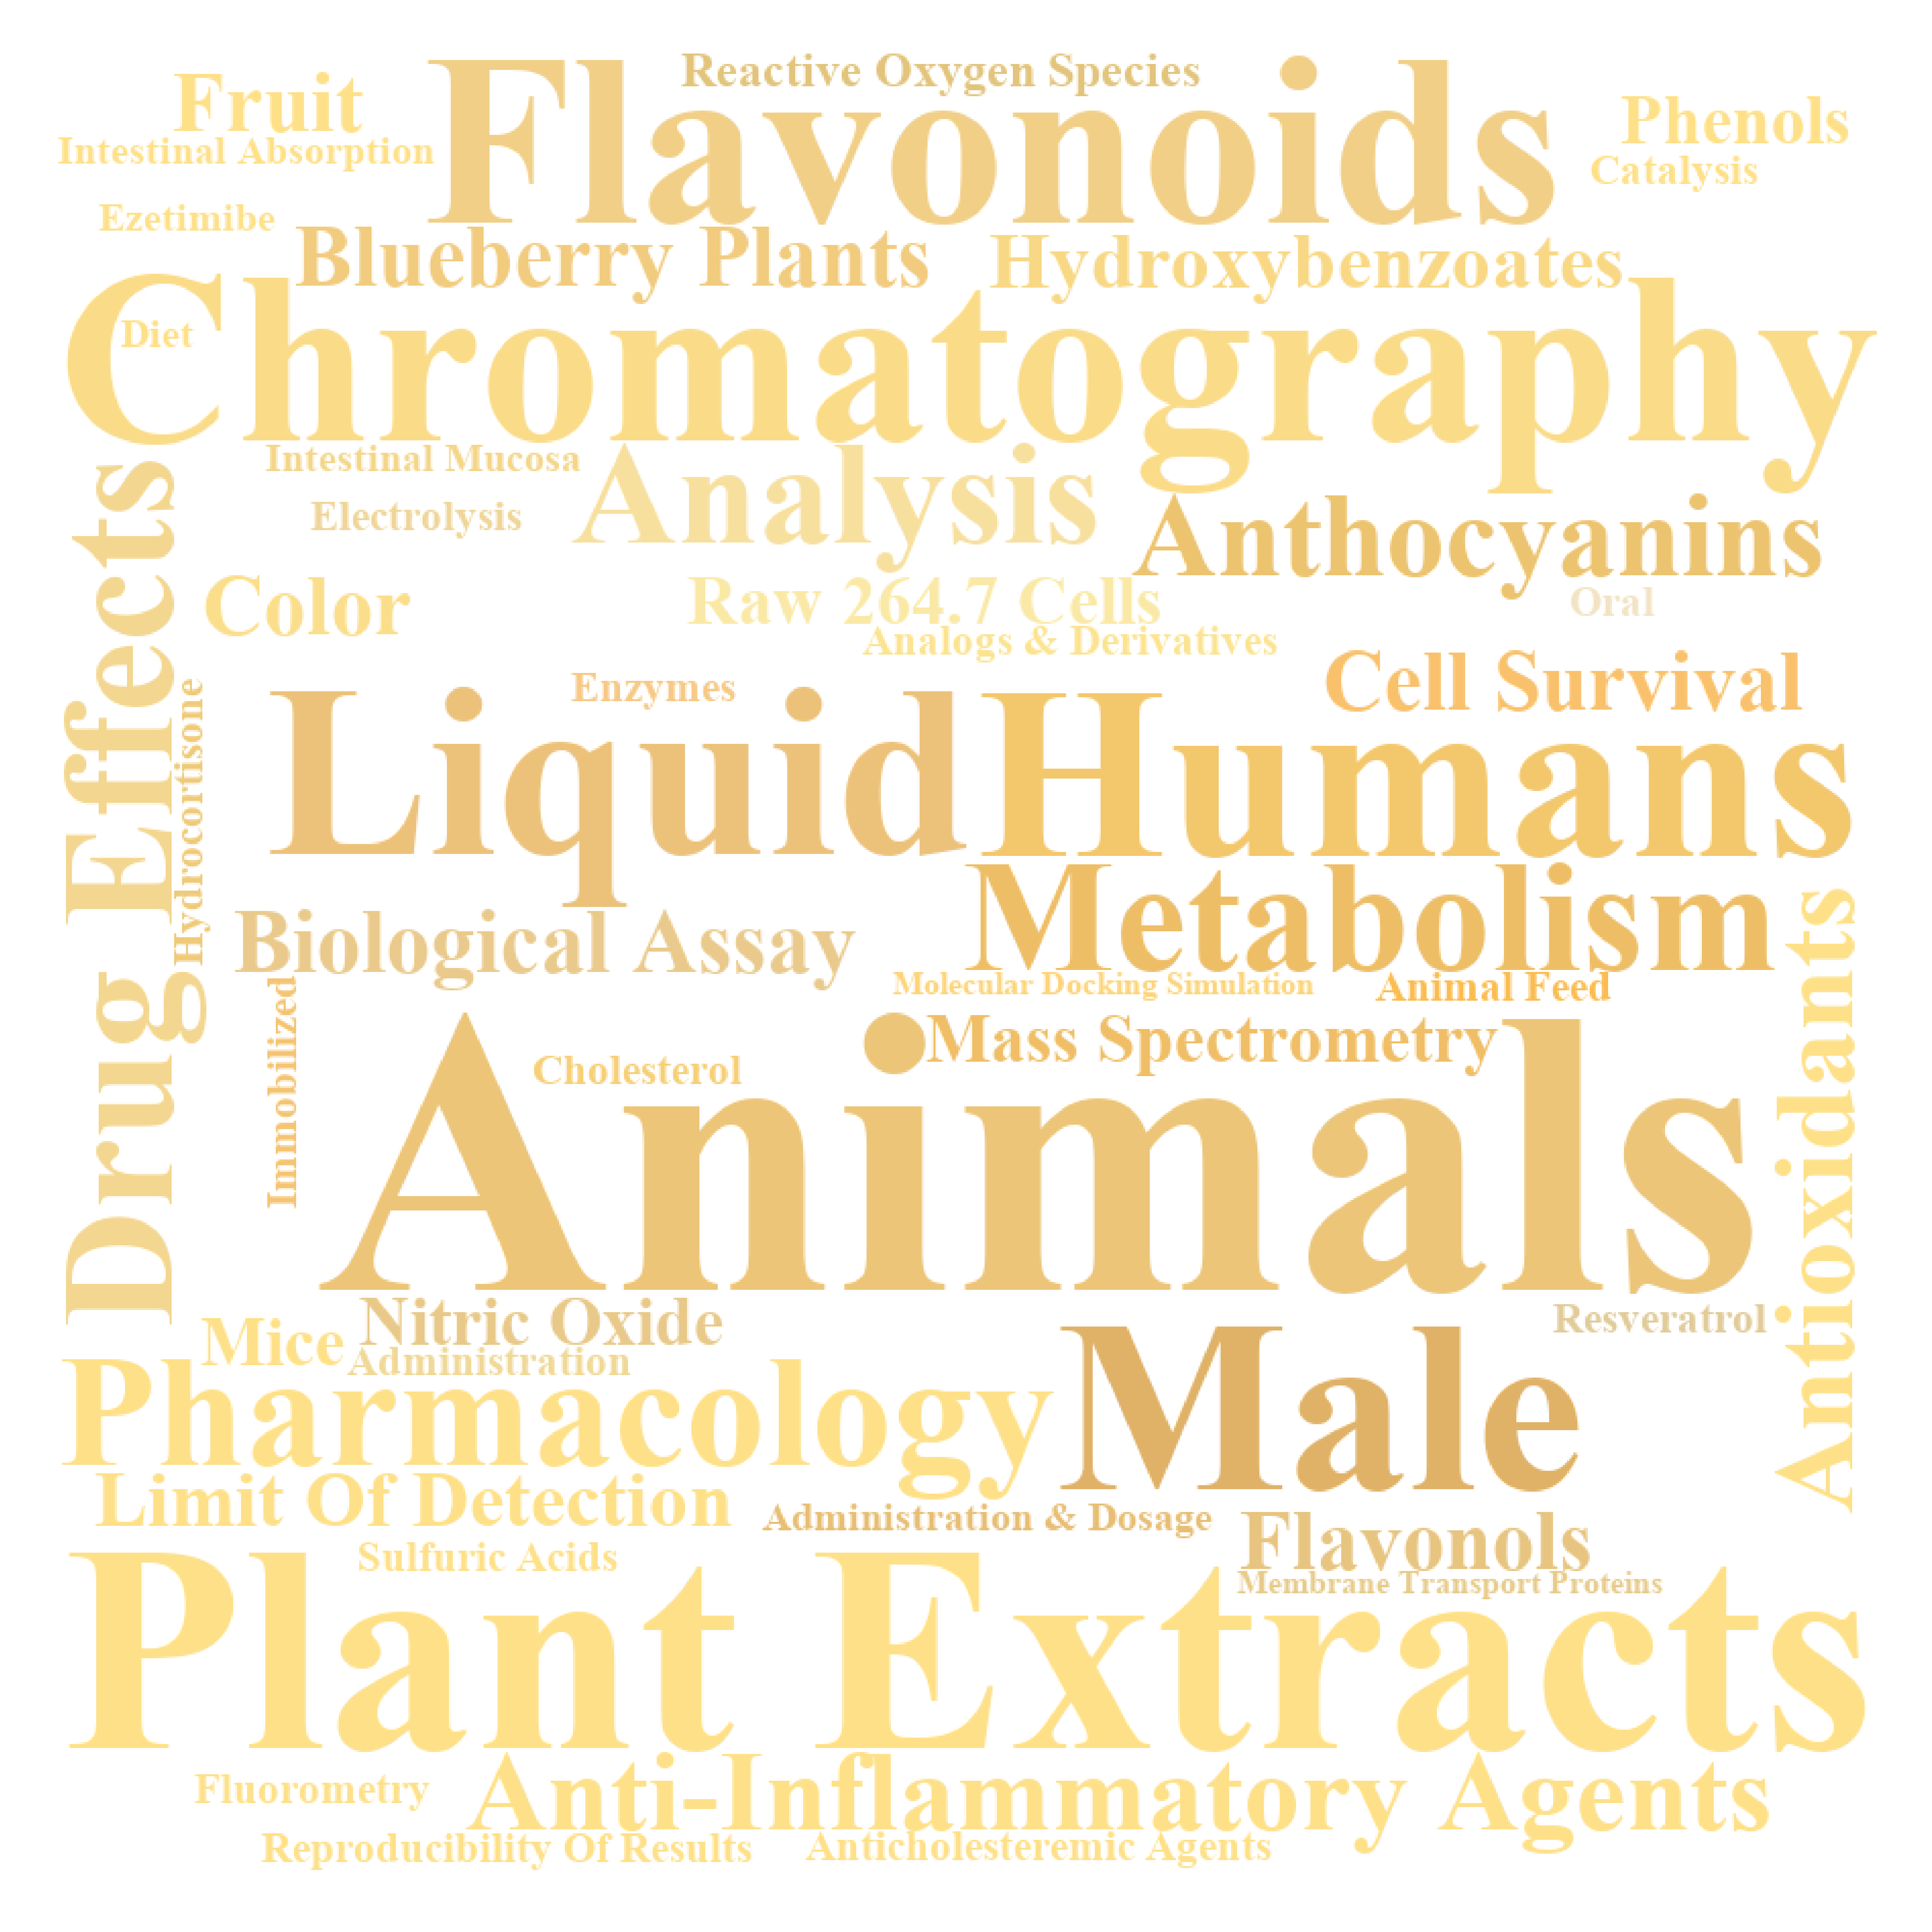 Reactive Oxygen Species
Fruit
Flavonoids
Phenols
Intestinal Absorption
Catalysis
Ezetimibe
Blueberry Plants
Hydroxybenzoates
Chromatography
Diet
Intestinal Mucosa
Analysis
Electrolysis
Anthocyanins
Drug Effects
Color
Raw 264.7 Cells
Oral
Analogs & Derivatives
Enzymes
Cell Survival
Hydrocortisone
Liquid
Humans
Metabolism
Biological Assay
Molecular Docking Simulation
Animal Feed
Antioxidants
Immobilized
Mass Spectrometry
Cholesterol
Animals
Nitric Oxide
Resveratrol
Mice
Administration
Male
Pharmacology
Limit Of Detection
Administration & Dosage
Flavonols
Sulfuric Acids
Membrane Transport Proteins
Plant Extracts
Fluorometry
Anti-Inflammatory Agents
Reproducibility Of Results
Anticholesteremic Agents